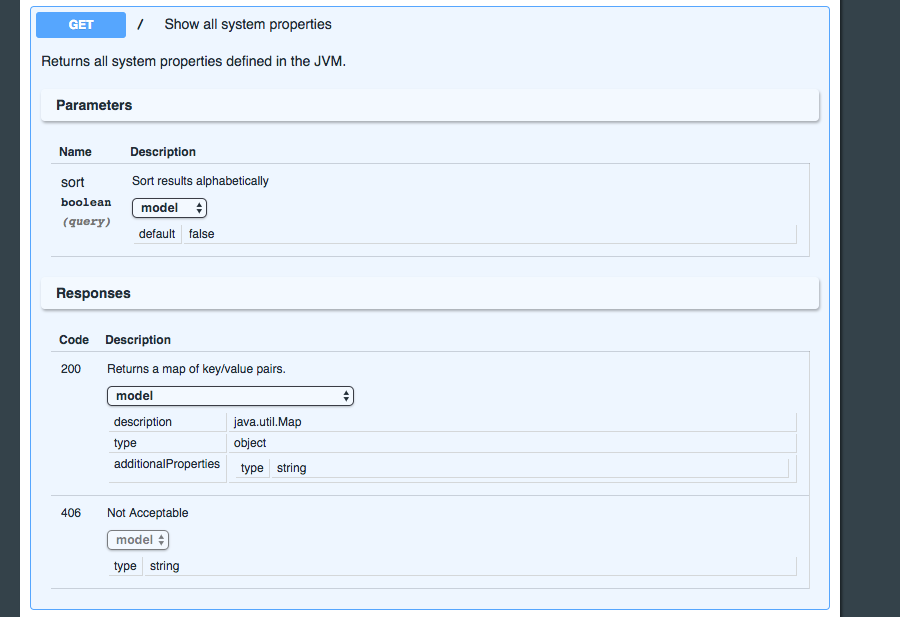 GET / Show all system properties
Returns all system properties defined in the JVM.
Parameters
Name Description
sort Sort results alphabetically
boolean model
(query)
default false
Responses
Code Description
200 Returns a map of key/value pairs.
model
description java.util.Map
type object
additionalProperties type string
406 Not Acceptable
model
type string